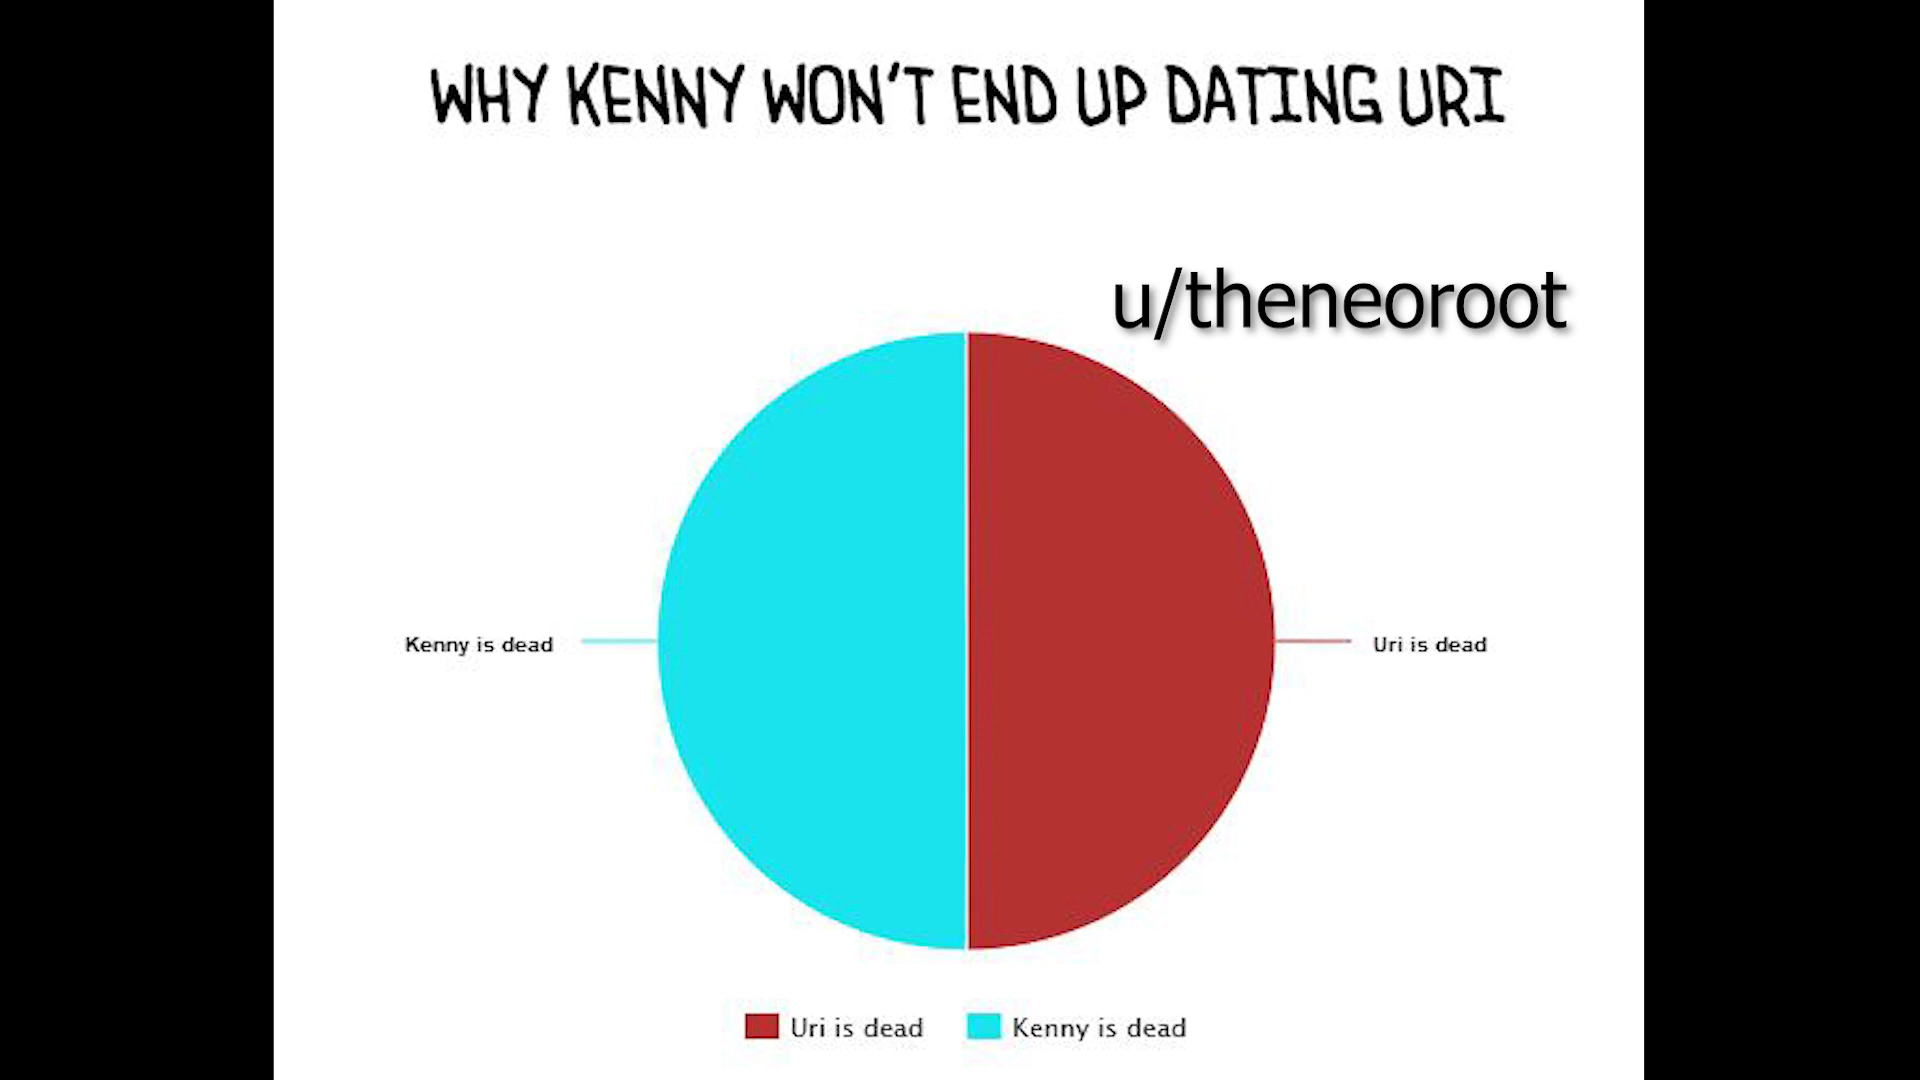 WHY KENNY WON'T END UP DATING URI
u/theneoroot
Kenny is dead
Uri is dead
Uri is dead
Kenny is dead